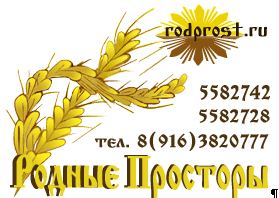 rodprost.ru
5582742
5582728
тел. 8(916)3820777
Родные Просторы
¶